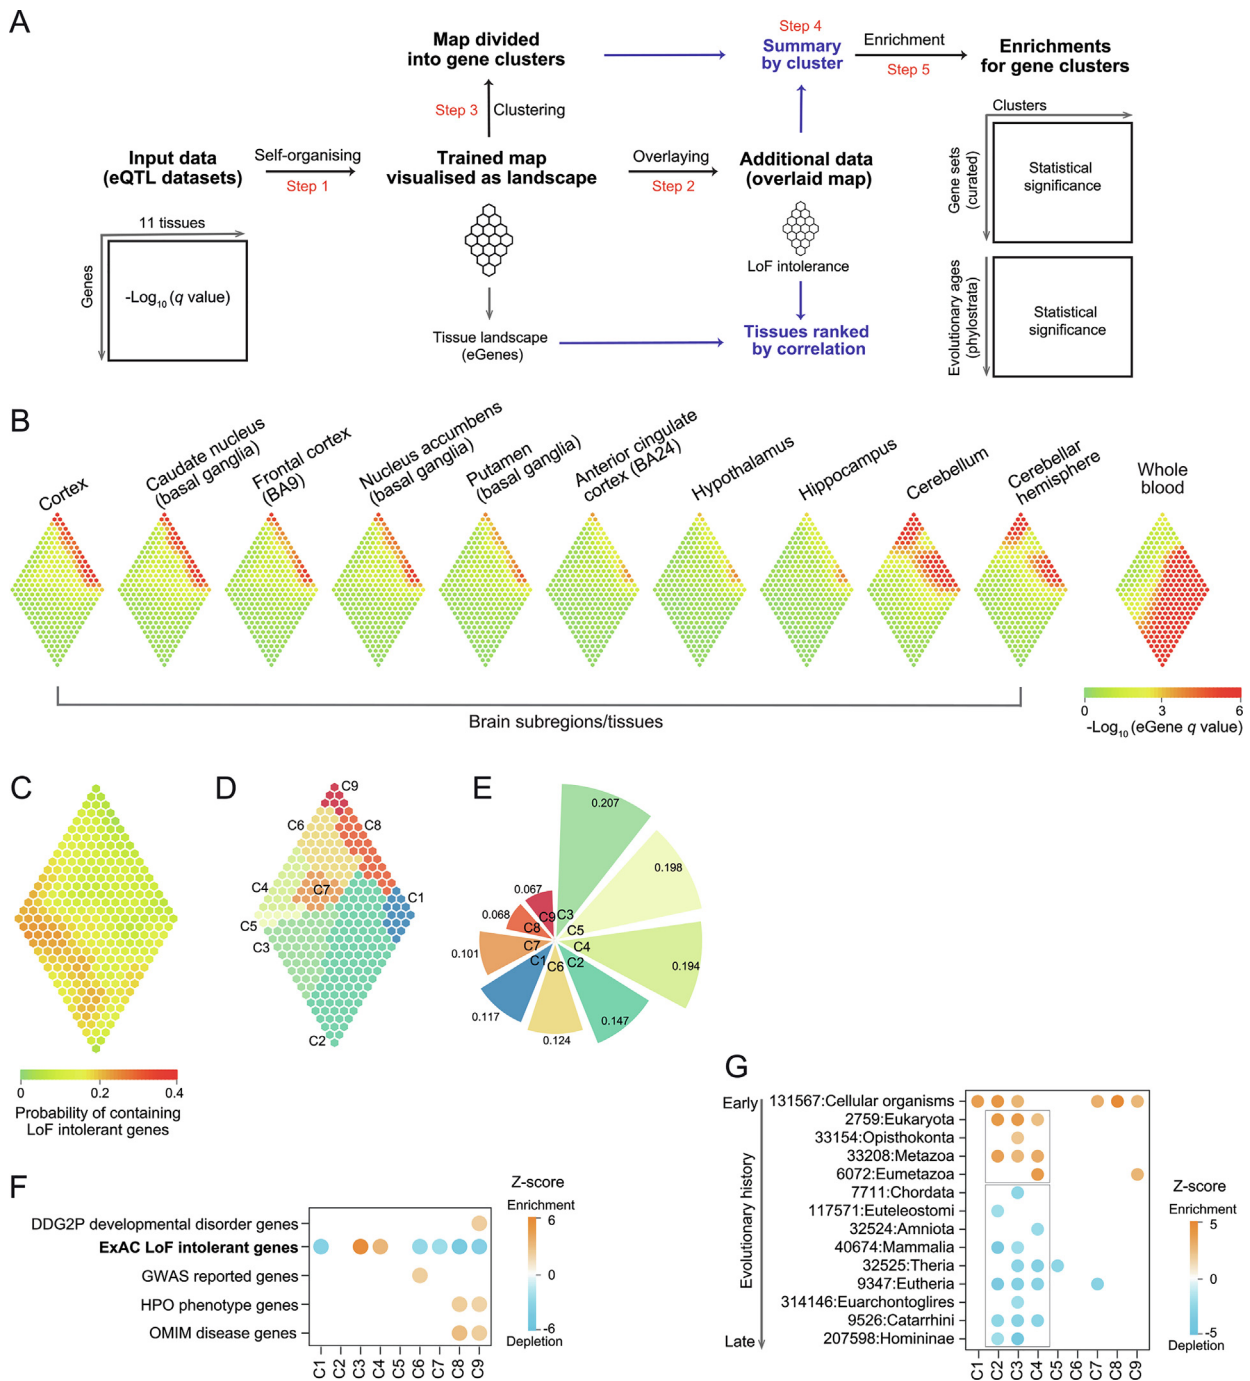 A
Map divided
into gene clusters
Step 4
Summary
by cluster
Enrichment
Step 5
Enrichments
for gene clusters
Step 3
Clustering
Clusters
Input data
(eQTL datasets)
Self-organising
Step 1
Trained map
visualised as landscape
Overlaying
Step 2
Additional data
(overlaid map)
Gene sets
(curated)
Statistical
significance
11 tissues
Genes
-Log10 (q value)
LoF intolerance
Tissue landscape
(eGenes)
Tissues ranked
by correlation
Evolutionary ages
(phylostrata)
Statistical
significance
B
Cortex
Caudate nucleus
(basal ganglia)
Frontal cortex
(BA9)
Nucleus accumbens
(basal ganglia)
Putamen
(basal ganglia)
Anterior cingulate
cortex (BA24)
Hypothalamus
Hippocampus
Cerebellum
Cerebellar
hemisphere
Whole
blood
Brain subregions/tissues
0 3 6
-Log10 (eGene q value)
C
0 0.2 0.4
Probability of containing
LoF intolerant genes
D
C9
C6
C8
C4
C7
C1
C5
C3
C2
E
0.207
0.198
0.194
0.147
0.124
0.117
0.101
0.068
0.067
C9
C3
C8
C5
C7
C4
C1
C6
C2
F
DDG2P developmental disorder genes
ExAC LoF intolerant genes
GWAS reported genes
HPO phenotype genes
OMIM disease genes
C1 C2 C3 C4 C5 C6 C7 C8 C9
Z-score
Enrichment
6
0
-6
Depletion
G
Early
Evolutionary history
Late
131567:Cellular organisms
2759:Eukaryota
33154:Opisthokonta
33208:Metazoa
6072:Eumetazoa
7711:Chordata
117571:Euteleostomi
32524:Amniota
40674:Mammalia
32525:Theria
9347:Eutheria
314146:Euarchontoglires
9526:Catarrhini
207598:Homininae
C1 C2 C3 C4 C5 C6 C7 C8 C9
Z-score
Enrichment
5
0
-5
Depletion